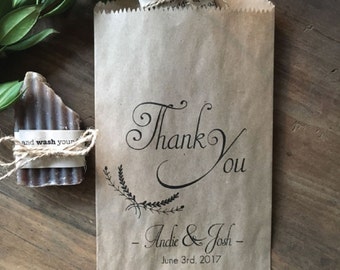 and wash your
Thank
You
- Andie & Josh -
June 3rd. 2017